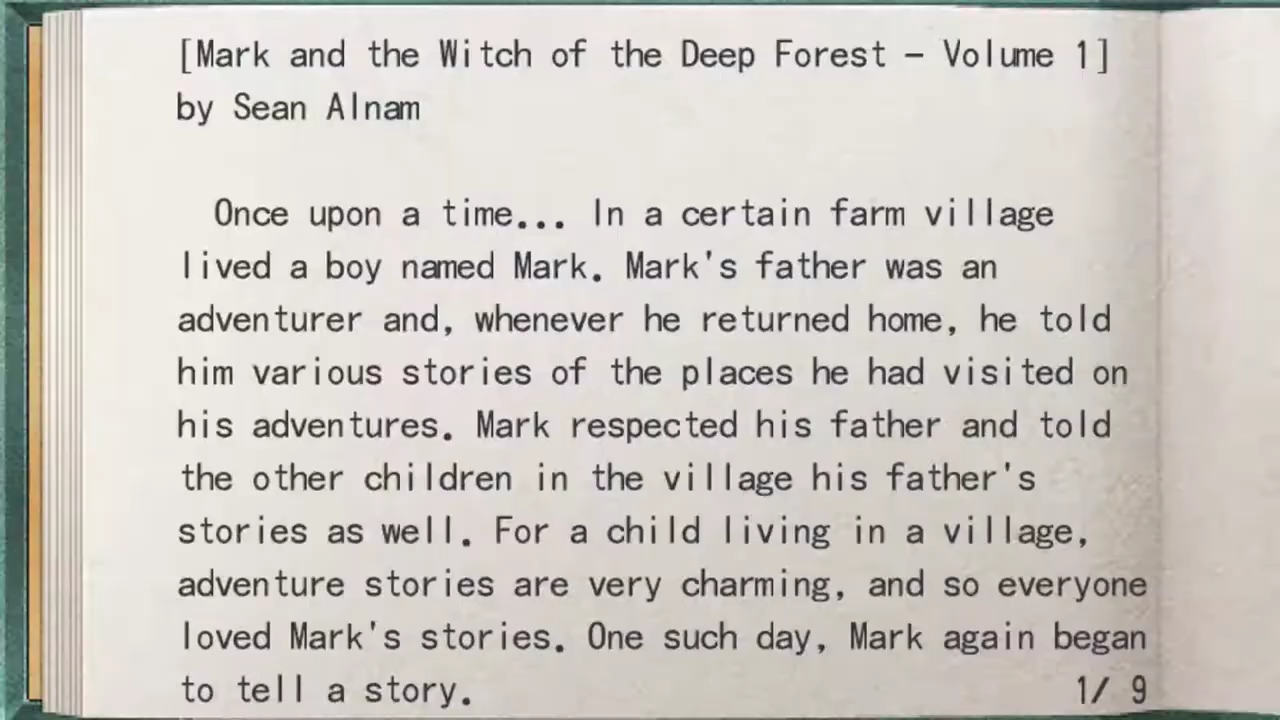 [Mark and the Witch of the Deep Forest – Volume 1]
by Sean Alnam
Once upon a time... In a certain farm village
lived a boy named Mark. Mark's father was an
adventurer and, whenever he returned home, he told
him various stories of the places he had visited on
his adventures. Mark respected his father and told
the other children in the village his father's
stories as well. For a child living in a village,
adventure stories are very charming, and so everyone
loved Mark's stories. One such day, Mark again began
to tell a story.
1/ 9